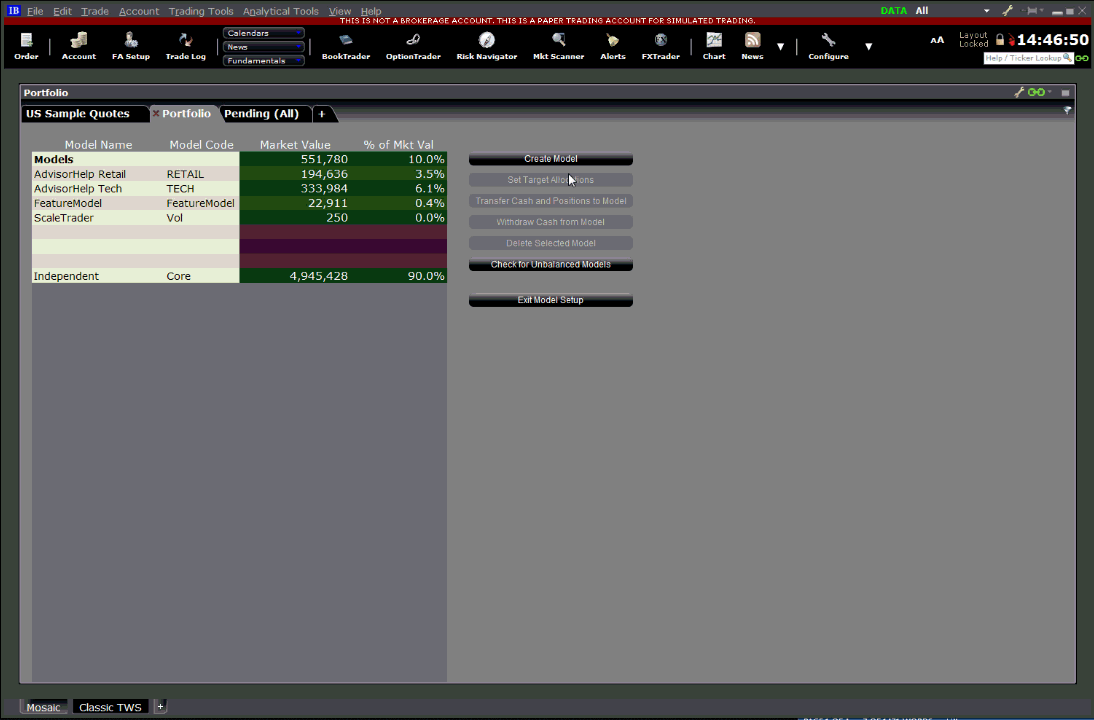 IB File Edit Trade Account Trading Tools Analytical Tools View Help DATA All
THIS IS NOT A BROKERAGE ACCOUNT. THIS IS A PAPER TRADING ACCOUNT FOR SIMULATED TRADING.
Order Account FA Setup Trade Log
Calendars
News
Fundamentals
BookTrader OptionTrader Risk Navigator Mkt Scanner Alerts FXTrader Chart News Configure
AA Layout Locked 14:46:50
Help / Ticker Lookup
Portfolio
US Sample Quotes × Portfolio Pending (All) +
Model Name Model Code Market Value % of Mkt Val
Models 551,780 10.0%
AdvisorHelp Retail RETAIL 194,636 3.5%
AdvisorHelp Tech TECH 333,984 6.1%
FeatureModel FeatureModel 22,911 0.4%
ScaleTrader Vol 250 0.0%
Independent Core 4,945,428 90.0%
Create Model
Set Target Allocations
Transfer Cash and Positions to Model
Withdraw Cash from Model
Delete Selected Model
Check for Unbalanced Models
Exit Model Setup
Mosaic Classic TWS +